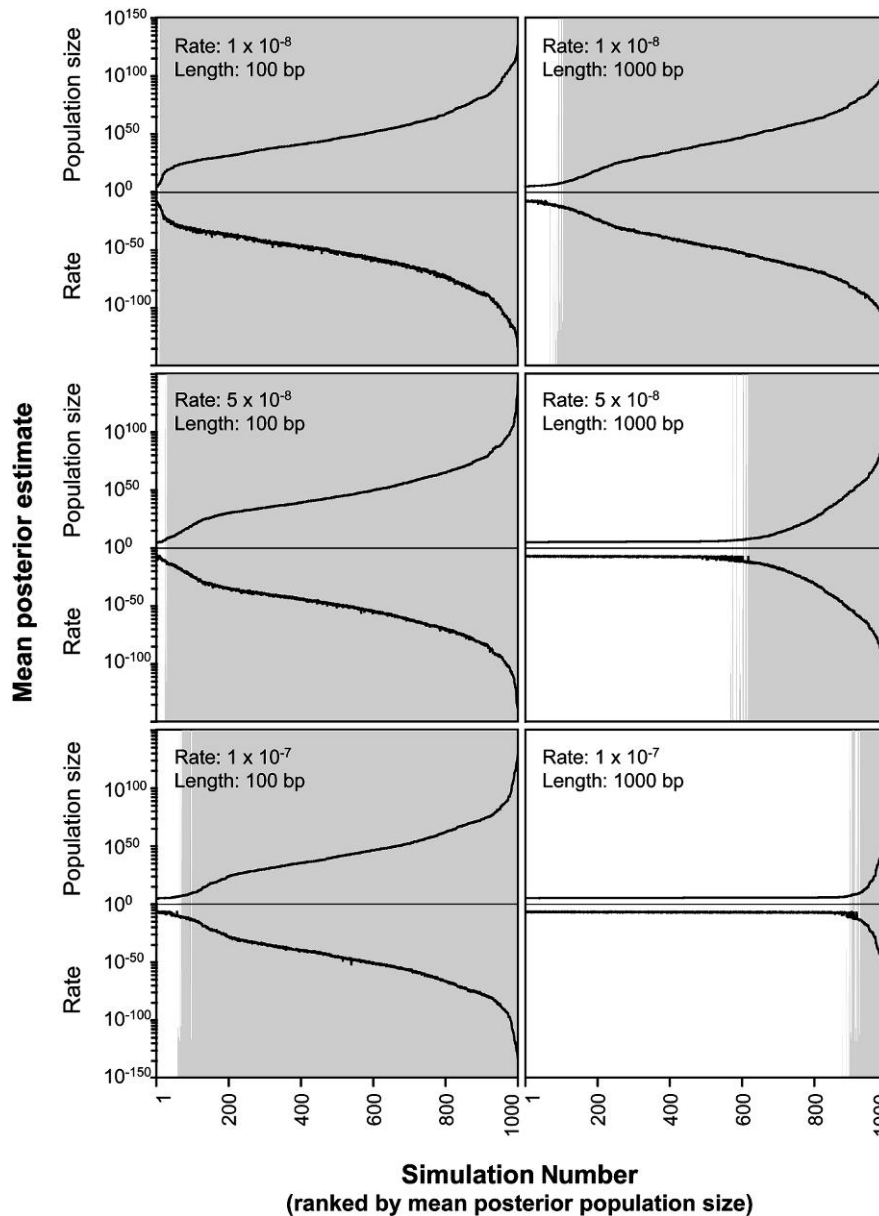 Mean posterior estimate
Population size
Rate
10^150
10^100
10^50
10^0
10^-50
10^-100
Rate: 1 x 10^-8
Length: 100 bp
Rate: 1 x 10^-8
Length: 1000 bp
Population size
Rate
10^100
10^50
10^0
10^-50
10^-100
Rate: 5 x 10^-8
Length: 100 bp
Rate: 5 x 10^-8
Length: 1000 bp
Population size
Rate
10^100
10^50
10^0
10^-50
10^-100
10^-150
Rate: 1 x 10^-7
Length: 100 bp
Rate: 1 x 10^-7
Length: 1000 bp
1 200 400 600 800 1000
1 200 400 600 800 1000
Simulation Number
(ranked by mean posterior population size)